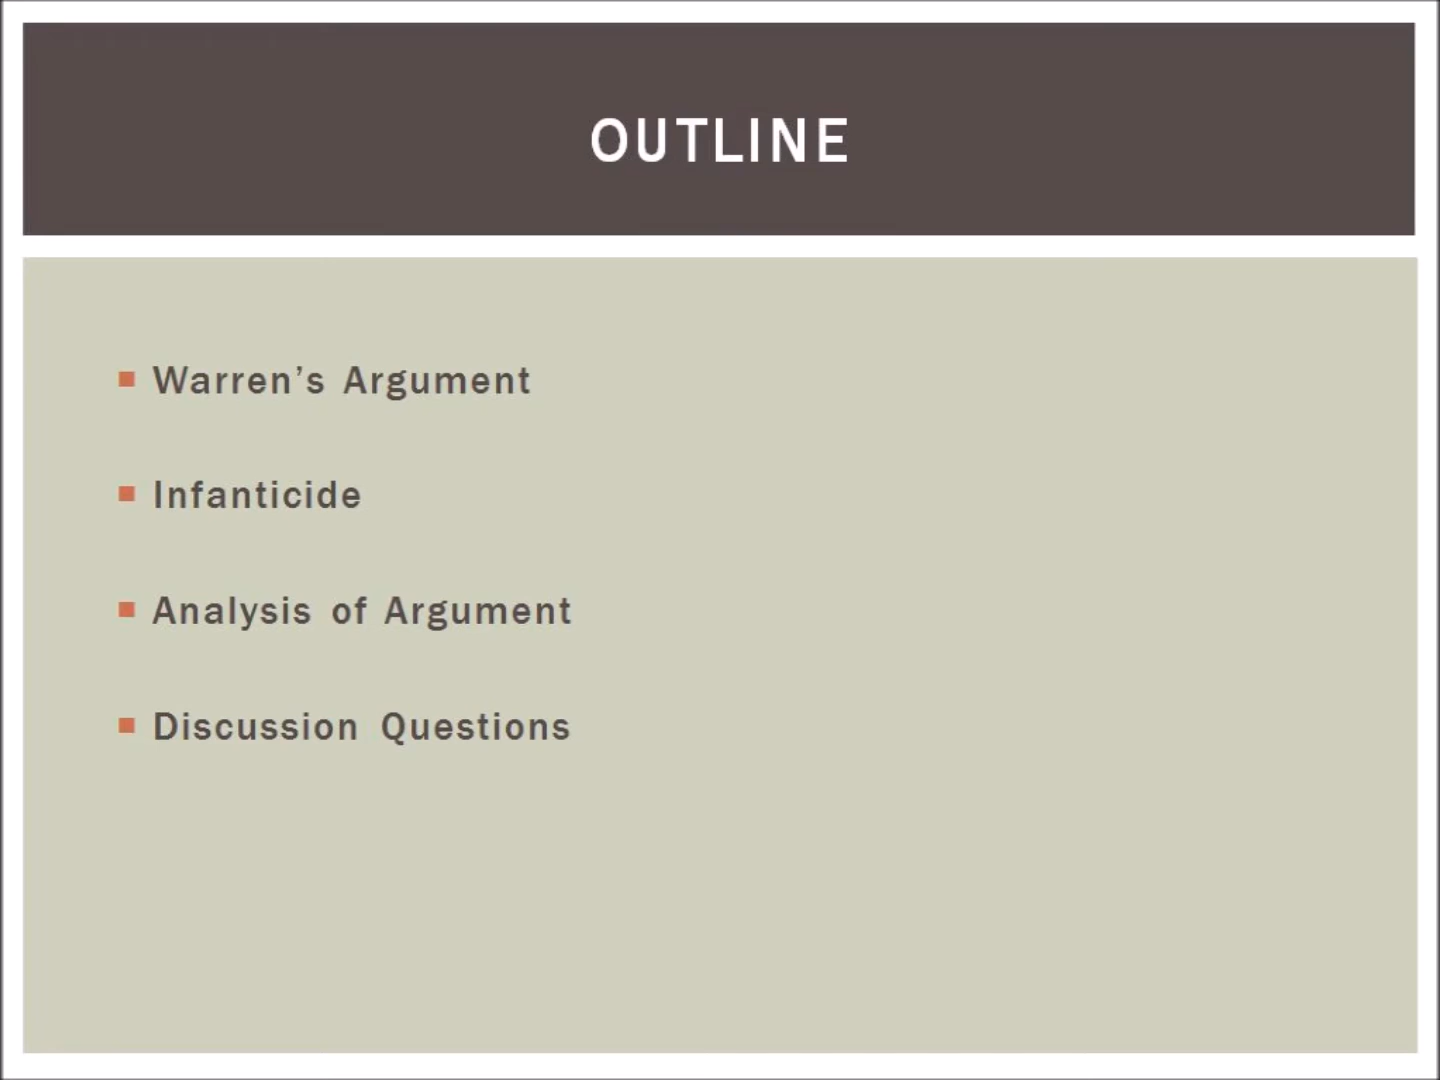 OUTLINE
Warren’s Argument
Infanticide
Analysis of Argument
Discussion Questions